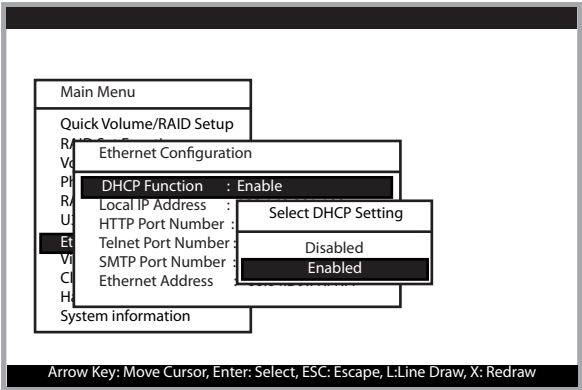 Main Menu
Quick Volume/RAID Setup
Ethernet Configuration
DHCP Function : Enable
Local IP Address :
HTTP Port Number :
Telnet Port Number :
SMTP Port Number :
Ethernet Address :
Select DHCP Setting
Disabled
Enabled
System information
Arrow Key: Move Cursor, Enter: Select, ESC: Escape, L:Line Draw, X: Redraw